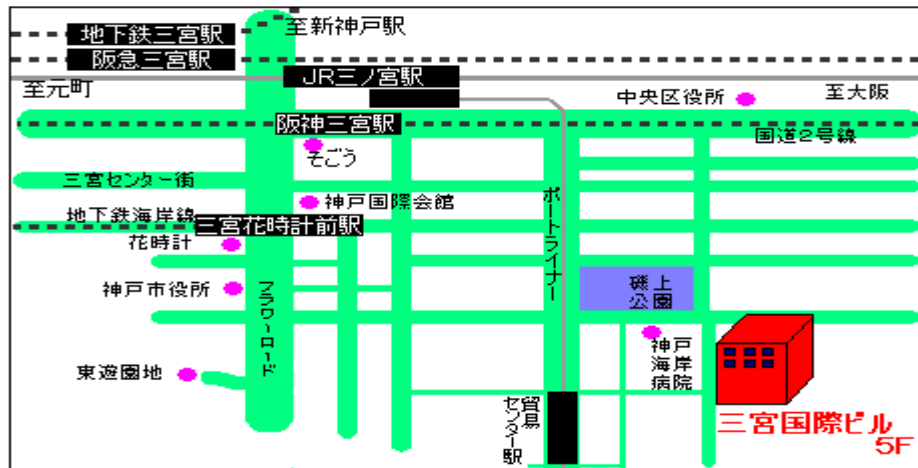 至新神戸駅
地下鉄三宮駅
阪急三宮駅
JR三ノ宮駅
至元町
中央区役所
至大阪
阪神三宮駅
国道2号線
そごう
三宮センター街
神戸国際会館
地下鉄海岸線
三宮花時計前駅
花時計
ポートライナー
神戸市役所
フラワーロード
磯上
公園
神戸
海岸
病院
東遊園地
貿易
センター駅
三宮国際ビル
5F